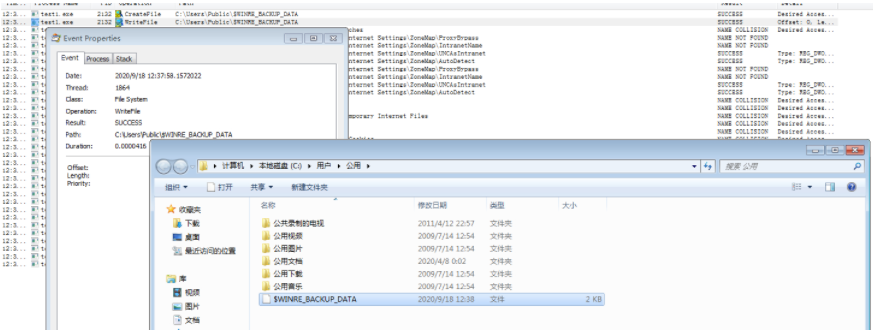 test1.exe 2132 CreateFile C:\Users\Public\$WINRE_BACKUP_DATA SUCCESS Desired Acces...
test1.exe 2132 WriteFile C:\Users\Public\$WINRE_BACKUP_DATA SUCCESS Offset: 0, Le...
NAME COLLISION Desired Acces...
nternet Settings\ZoneMap\ProxyBypass NAME NOT FOUND
nternet Settings\ZoneMap\IntranetName NAME NOT FOUND
nternet Settings\ZoneMap\UNCAsIntranet SUCCESS Type: REG_DWO...
nternet Settings\ZoneMap\AutoDetect SUCCESS Type: REG_DWO...
nternet Settings\ZoneMap\ProxyBypass NAME NOT FOUND
nternet Settings\ZoneMap\IntranetName NAME NOT FOUND
nternet Settings\ZoneMap\UNCAsIntranet SUCCESS Type: REG_DWO...
nternet Settings\ZoneMap\AutoDetect SUCCESS Type: REG_DWO...
NAME COLLISION Desired Acces...
NAME COLLISION Desired Acces...
mporary Internet Files NAME COLLISION Desired Acces...
NAME COLLISION Desired Acces...
Event Properties
Event Process Stack
Date: 2020/9/18 12:37:58.1572022
Thread: 1864
Class: File System
Operation: WriteFile
Result: SUCCESS
Path: C:\Users\Public\$WINRE_BACKUP_DATA
Duration: 0.0000416
Offset:
Length:
Priority:
计算机 本地磁盘 (C:) 用户 公用
搜索 公用
组织 打开 共享 新建文件夹
名称 修改日期 类型 大小
收藏夹
下载
桌面
最近访问的位置
库
视频
图片
文档
公共录制的电视 2011/4/12 22:57 文件夹
公用视频 2009/7/14 12:54 文件夹
公用图片 2009/7/14 12:54 文件夹
公用文档 2020/4/8 0:02 文件夹
公用下载 2009/7/14 12:54 文件夹
公用音乐 2009/7/14 12:54 文件夹
$WINRE_BACKUP_DATA 2020/9/18 12:38 文件 2 KB